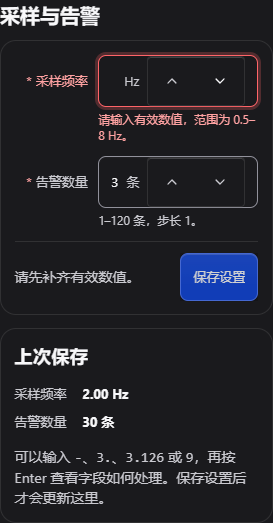 采样与告警
* 采样频率 Hz
请输入有效数值，范围为 0.5–
8 Hz。
* 告警数量 3 条
1–120 条，步长 1。
请先补齐有效数值。 保存设置
上次保存
采样频率 2.00 Hz
告警数量 30 条
可以输入 -、3.、3.126 或 9，再按
Enter 查看字段如何处理。保存设置后
才会更新这里。